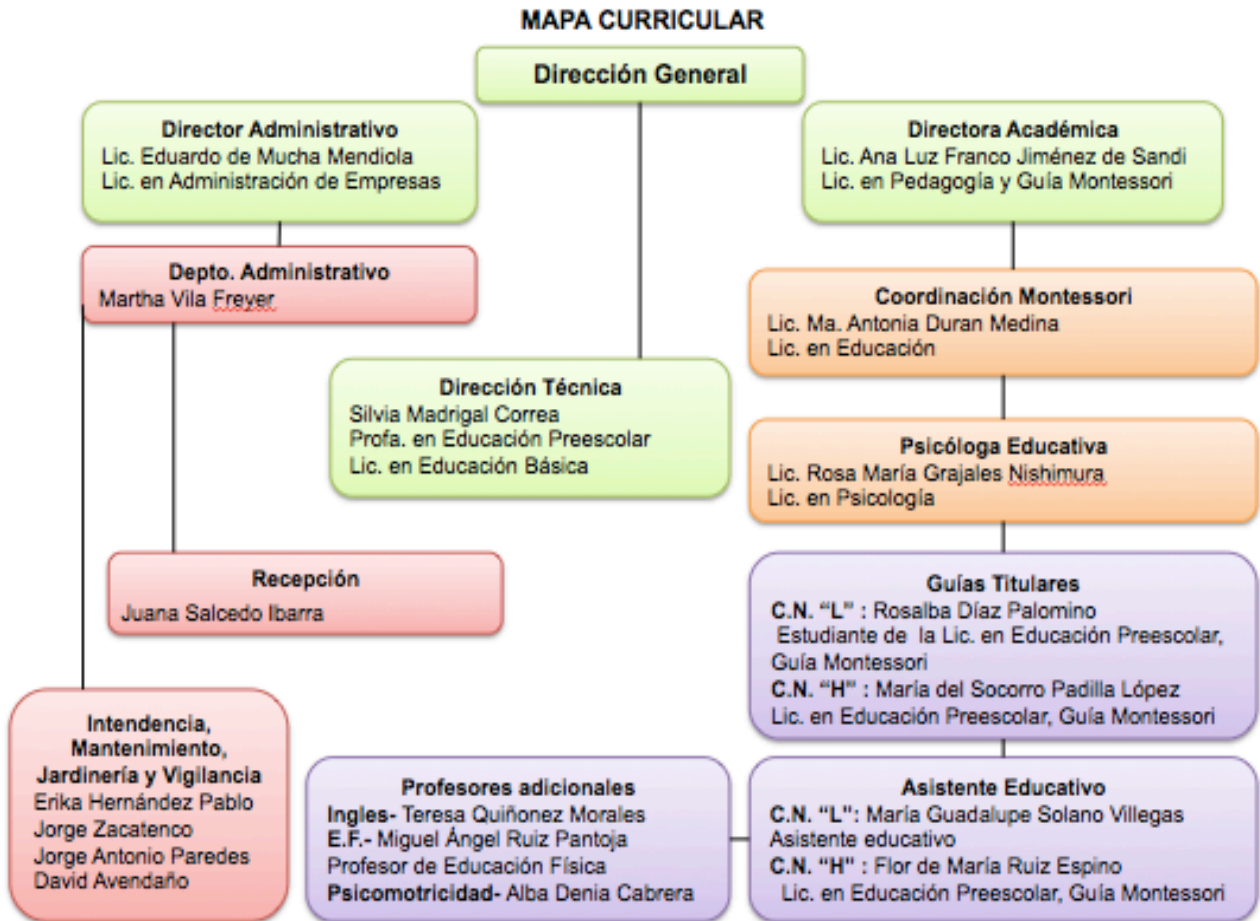 MAPA CURRICULAR
Dirección General
Director Administrativo
Lic. Eduardo de Mucha Mendiola
Lic. en Administración de Empresas
Directora Académica
Lic. Ana Luz Franco Jiménez de Sandi
Lic. en Pedagogía y Guía Montessori
Depto. Administrativo
Martha Vila Freyer
Coordinación Montessori
Lic. Ma. Antonia Duran Medina
Lic. en Educación
Dirección Técnica
Silvia Madrigal Correa
Profa. en Educación Preescolar
Lic. en Educación Básica
Psicóloga Educativa
Lic. Rosa María Grajales Nishimura
Lic. en Psicología
Recepción
Juana Salcedo Ibarra
Guías Titulares
C.N. “L” : Rosalba Díaz Palomino
Estudiante de la Lic. en Educación Preescolar,
Guía Montessori
C.N. “H” : María del Socorro Padilla López
Lic. en Educación Preescolar, Guía Montessori
Intendencia,
Mantenimiento,
Jardinería y Vigilancia
Erika Hernández Pablo
Jorge Zacatenco
Jorge Antonio Paredes
David Avendaño
Profesores adicionales
Ingles- Teresa Quiñonez Morales
E.F.- Miguel Ángel Ruiz Pantoja
Profesor de Educación Física
Psicomotricidad- Alba Denia Cabrera
Asistente Educativo
C.N. “L”: María Guadalupe Solano Villegas
Asistente educativo
C.N. “H” : Flor de María Ruiz Espino
Lic. en Educación Preescolar, Guía Montessori